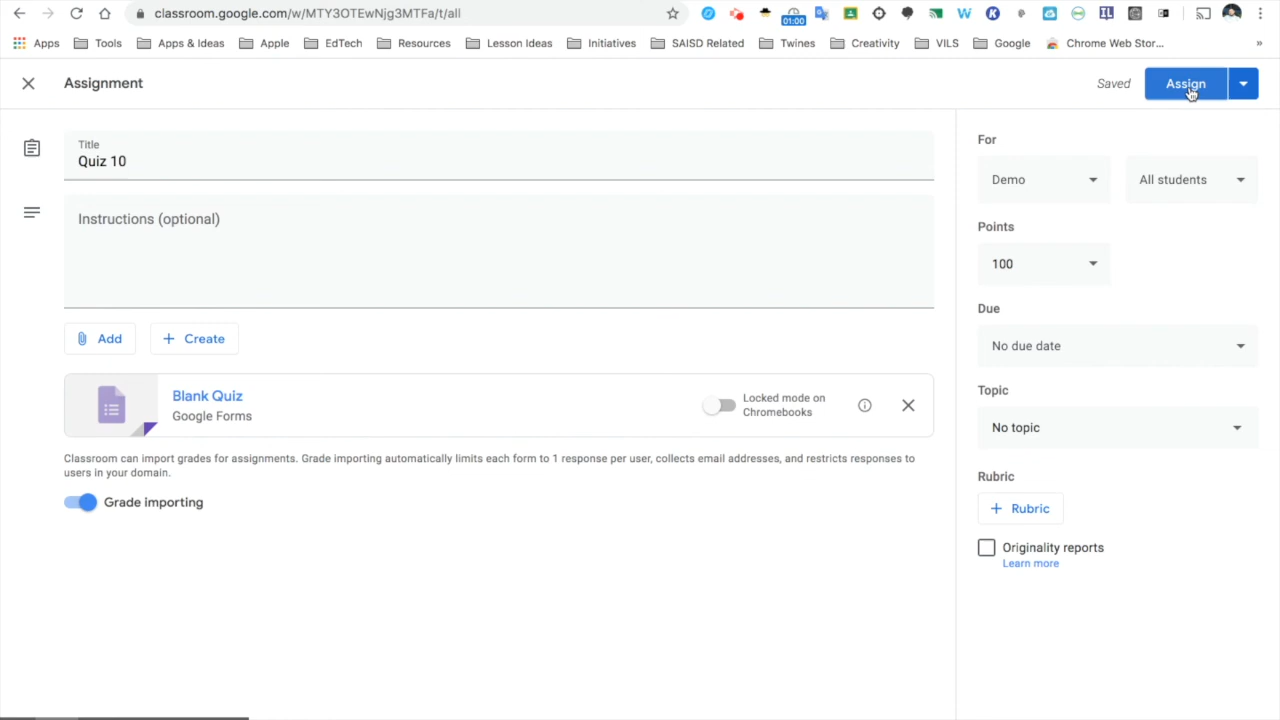 classroom.google.com/w/MTY3OTEwNjg3MTFa/t/all
01:00
Apps Tools Apps & Ideas Apple EdTech Resources Lesson Ideas Initiatives SAISD Related Twines Creativity VILS Google Chrome Web Stor... »
Assignment
Saved
Assign
Title
Quiz 10
Instructions (optional)
Add
Create
Blank Quiz
Google Forms
Locked mode on
Chromebooks
Classroom can import grades for assignments. Grade importing automatically limits each form to 1 response per user, collects email addresses, and restricts responses to
users in your domain.
Grade importing
For
Demo
All students
Points
100
Due
No due date
Topic
No topic
Rubric
+ Rubric
Originality reports
Learn more